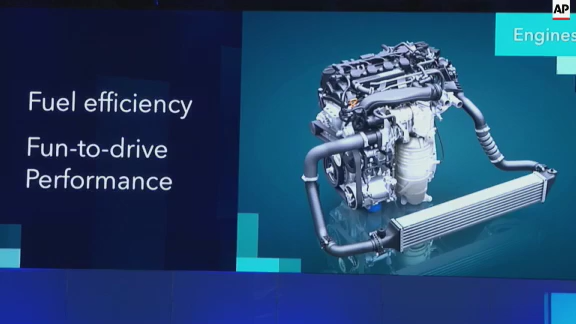 AP
Engines
Fuel efficiency
Fun-to-drive
Performance